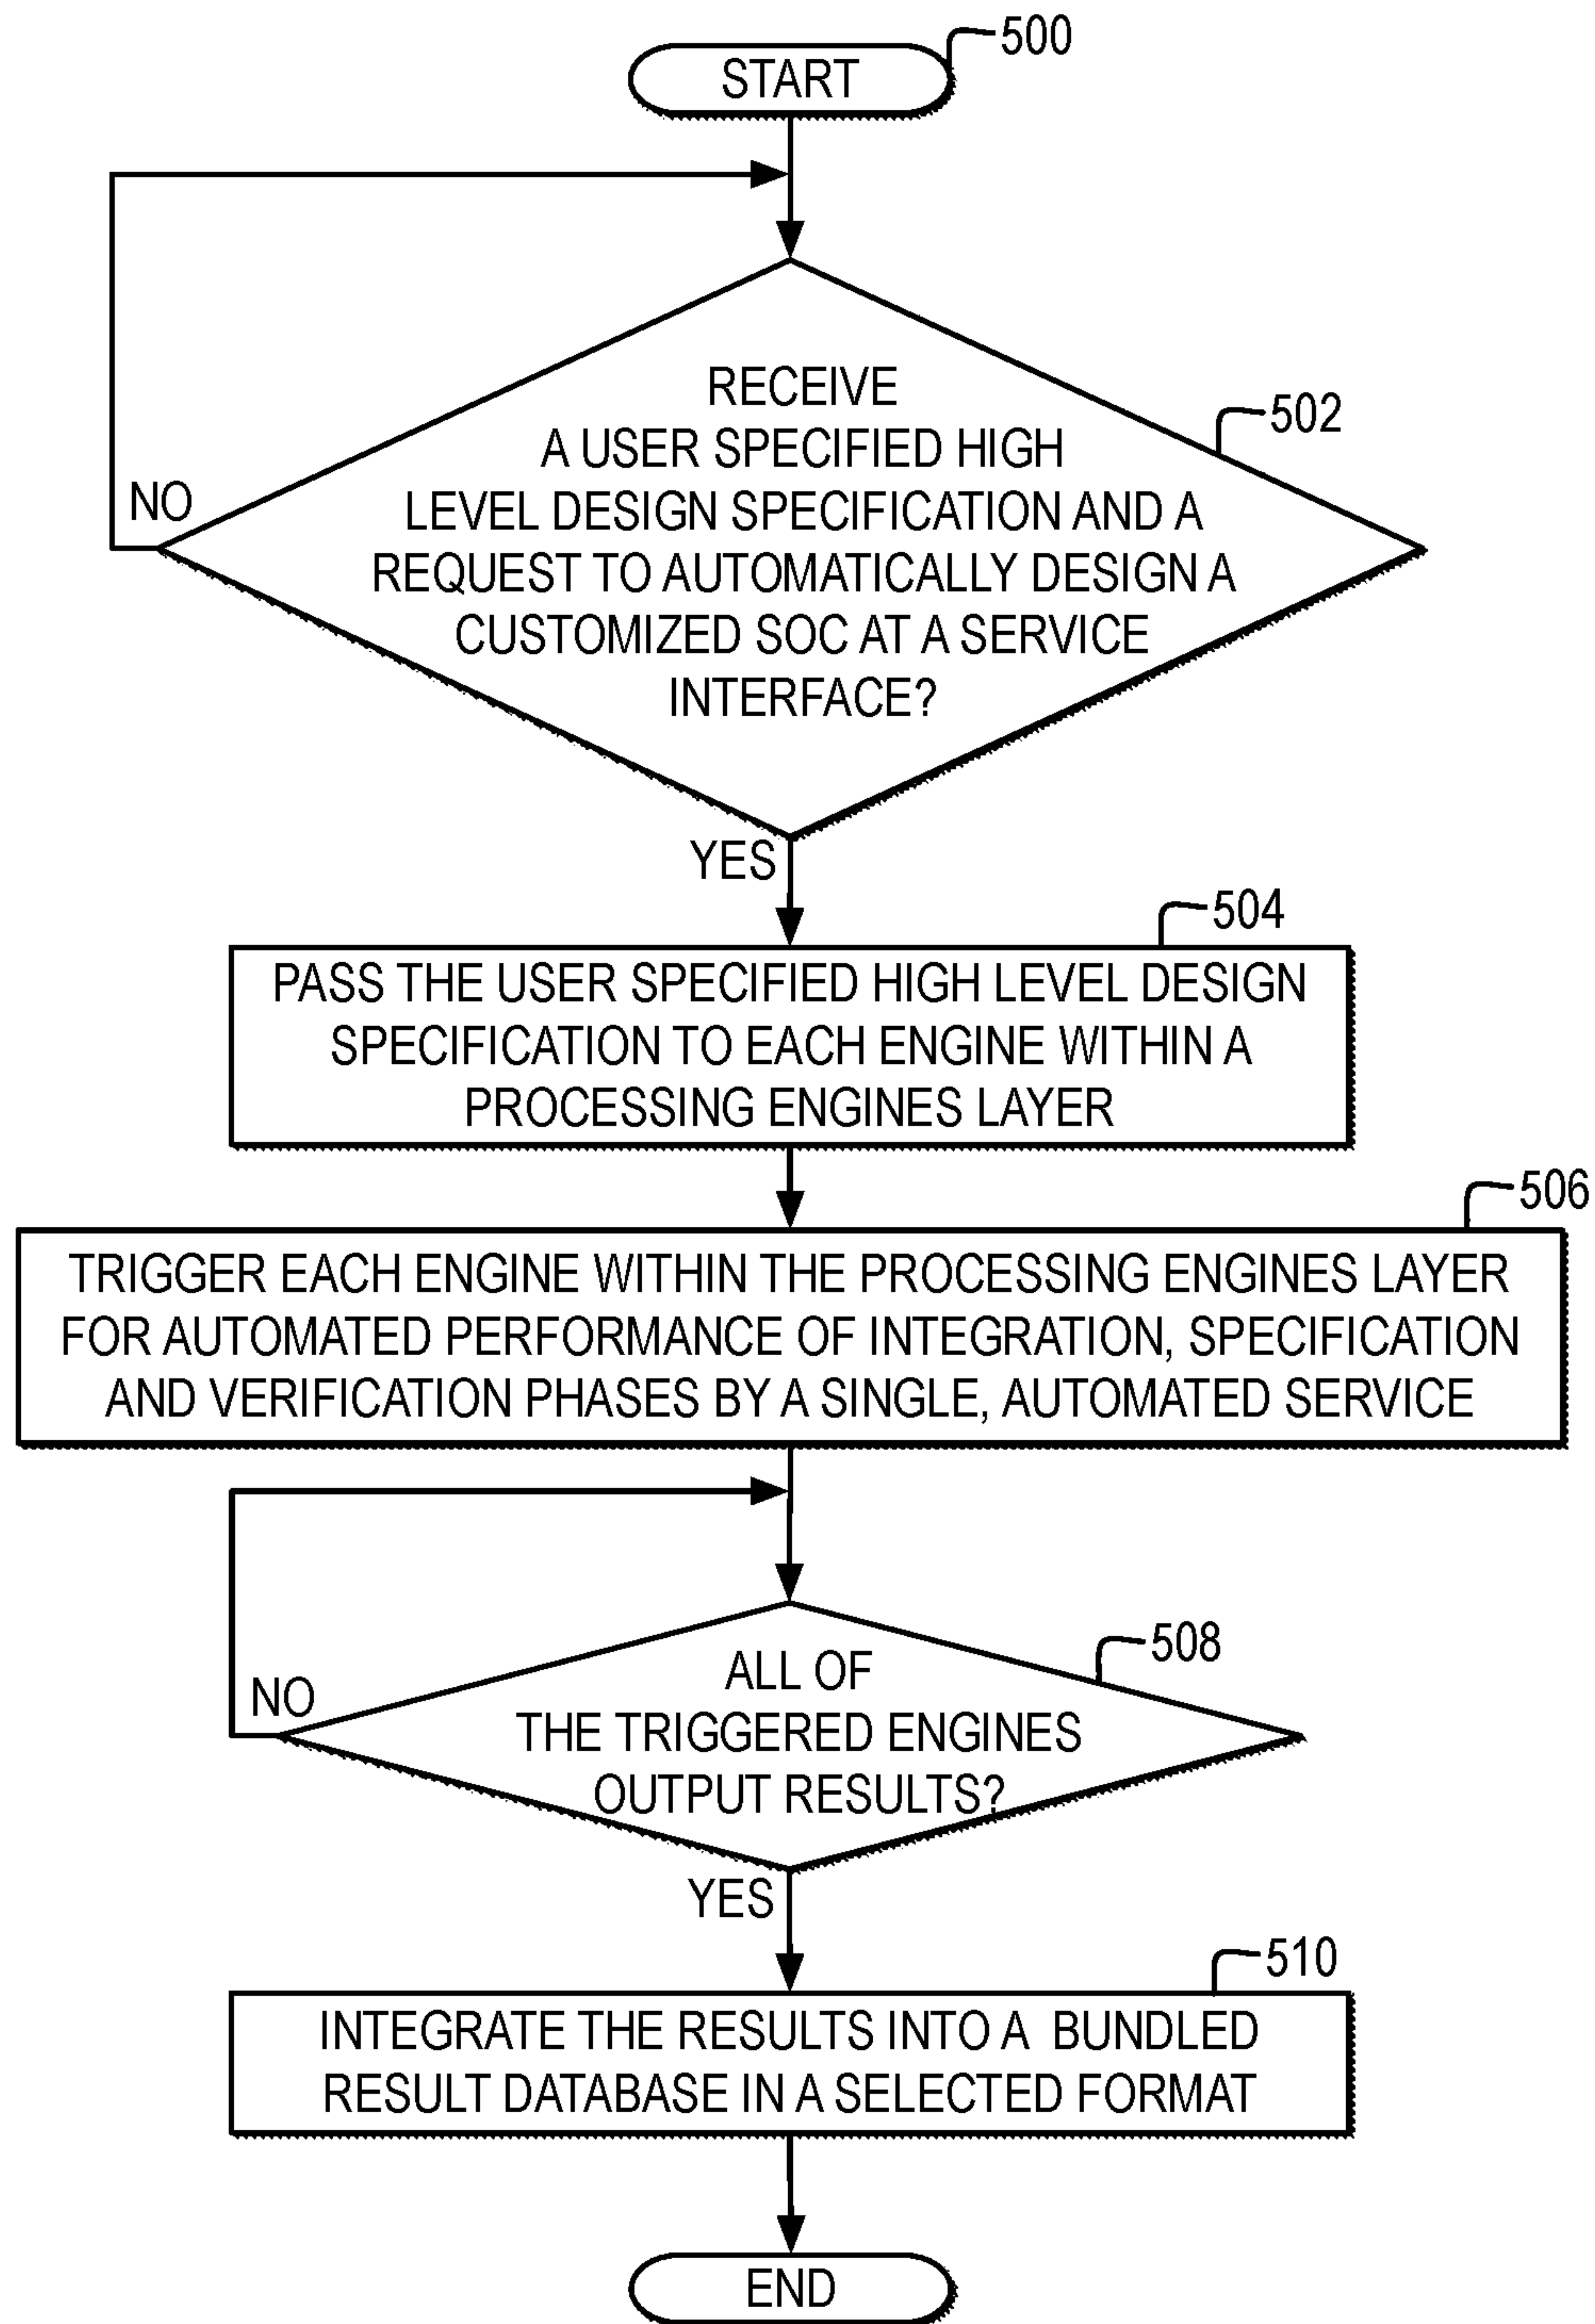 500
START
RECEIVE
502
A USER SPECIFIED HIGH
LEVEL DESIGN SPECIFICATION AND A
NO
REQUEST TO AUTOMATICALLY DESIGN A
CUSTOMIZED SOC AT A SERVICE
INTERFACE?
YES
504
PASS THE USER SPECIFIED HIGH LEVEL DESIGN
SPECIFICATION TO EACH ENGINE WITHIN A
PROCESSING ENGINES LAYER
506
TRIGGER EACH ENGINE WITHIN THE PROCESSING ENGINES LAYER
FOR AUTOMATED PERFORMANCE OF INTEGRATION, SPECIFICATION
AND VERIFICATION PHASES BY A SINGLE, AUTOMATED SERVICE
508
ALL OF
NO
THE TRIGGERED ENGINES
OUTPUT RESULTS?
YES
510
INTEGRATE THE RESULTS INTO A BUNDLED
RESULT DATABASE IN A SELECTED FORMAT
END